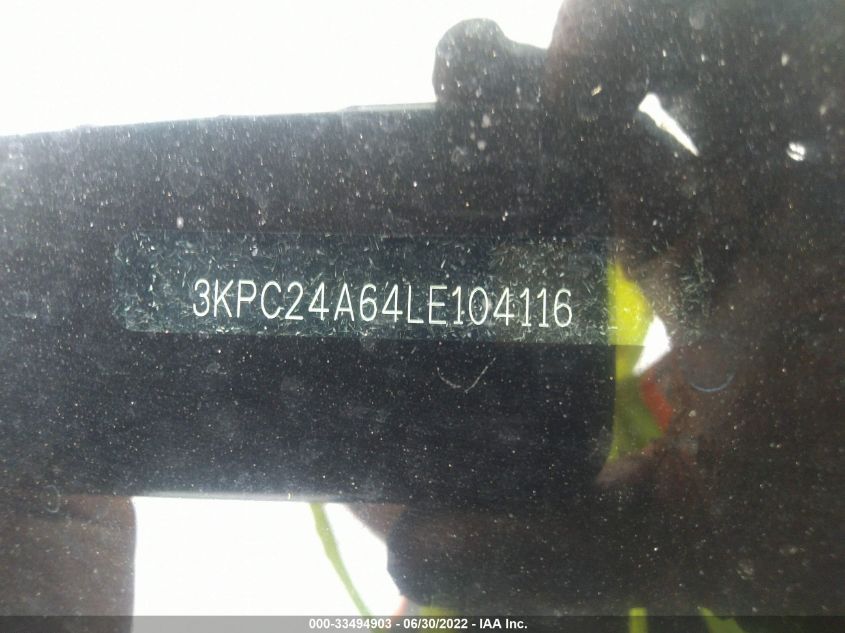 3KPC24A64LE104116
000-33494903 - 06/30/2022 - IAA Inc.